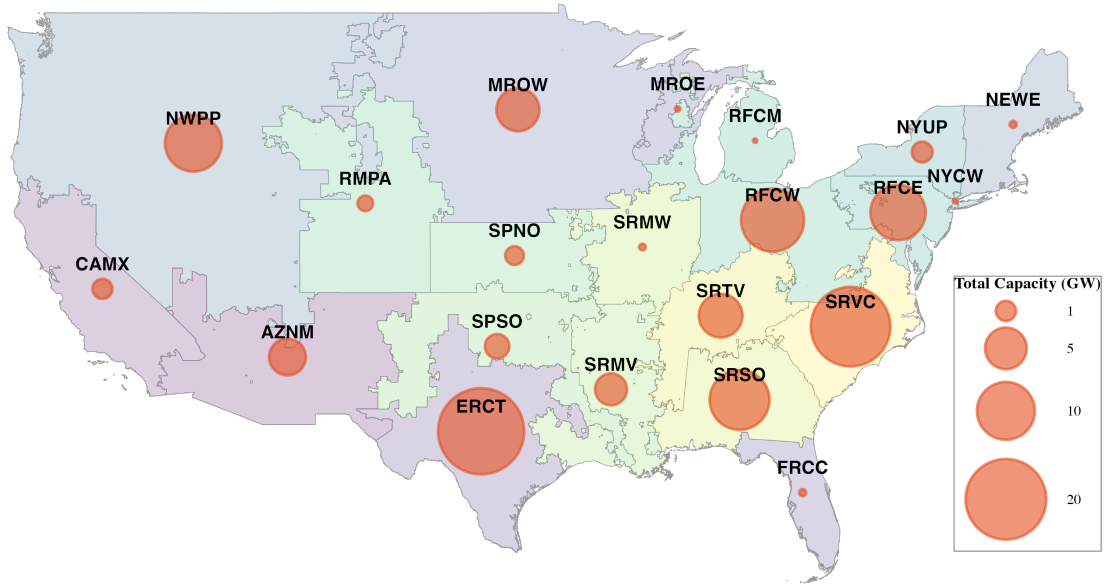 MROW
MROE
NEWE
NWPP
RFCM
NYUP
RMPA
NYCW
RFCE
RFCW
SRMW
SPNO
CAMX
Total Capacity (GW)
SRTV
SRVC
1
SPSO
AZNM
5
SRMV
SRSO
ERCT
10
FRCC
20